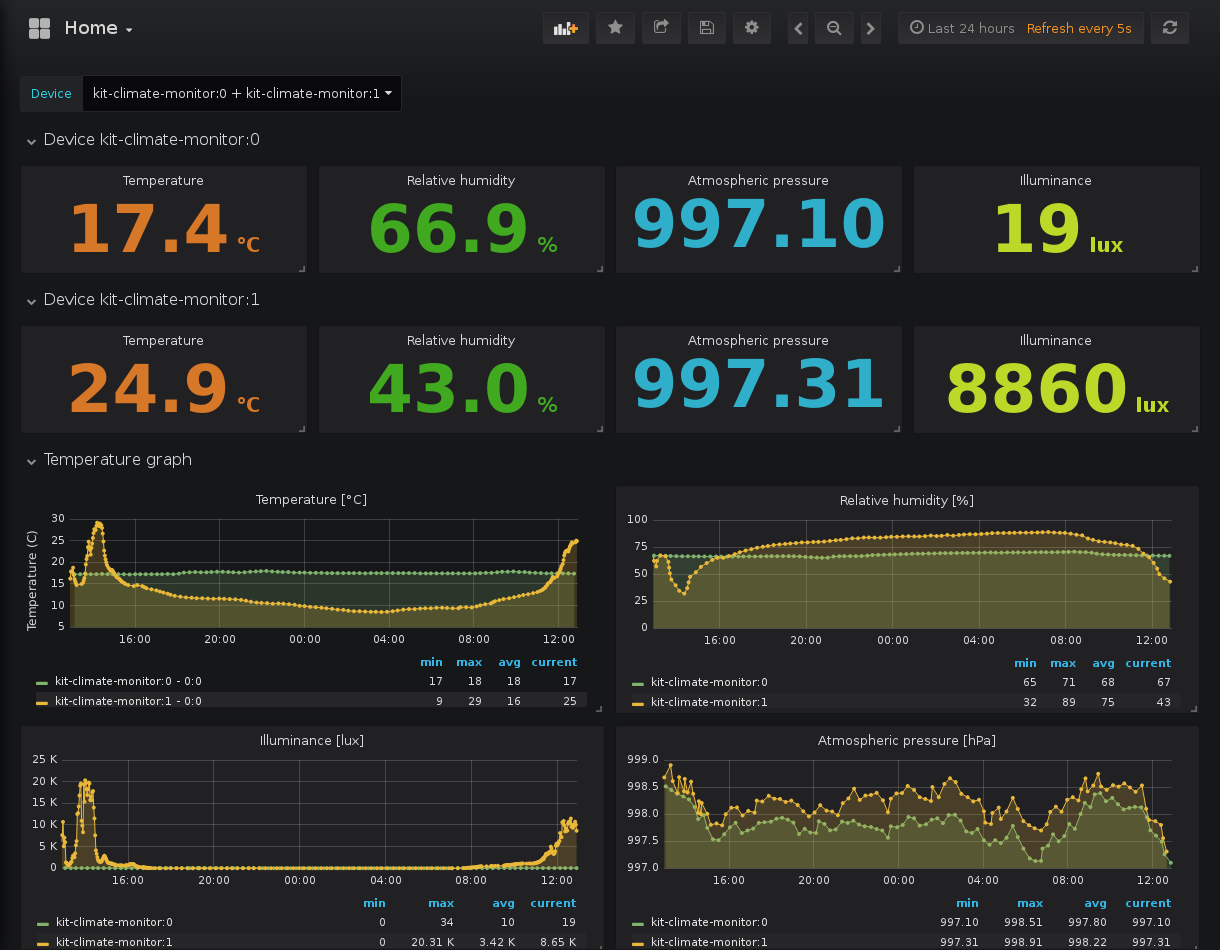 Home
Last 24 hours Refresh every 5s
Device kit-climate-monitor:0 + kit-climate-monitor:1
Device kit-climate-monitor:0
Temperature Relative humidity Atmospheric pressure Illuminance
17.4 °C 66.9 % 997.10 19 lux
Device kit-climate-monitor:1
Temperature Relative humidity Atmospheric pressure Illuminance
24.9 °C 43.0 % 997.31 8860 lux
Temperature graph
Temperature [°C]
Temperature (C)
30
25
20
15
10
5
16:00 20:00 00:00 04:00 08:00 12:00
min max avg current
kit-climate-monitor:0 - 0:0 17 18 18 17
kit-climate-monitor:1 - 0:0 9 29 16 25
Relative humidity [%]
100
75
50
25
0
16:00 20:00 00:00 04:00 08:00 12:00
min max avg current
kit-climate-monitor:0 65 71 68 67
kit-climate-monitor:1 32 89 75 43
Illuminance [lux]
25 K
20 K
15 K
10 K
5 K
0
16:00 20:00 00:00 04:00 08:00 12:00
min max avg current
kit-climate-monitor:0 0 34 10 19
kit-climate-monitor:1 0 20.31 K 3.42 K 8.65 K
Atmospheric pressure [hPa]
999.0
998.5
998.0
997.5
997.0
16:00 20:00 00:00 04:00 08:00 12:00
min max avg current
kit-climate-monitor:0 997.10 998.51 997.80 997.10
kit-climate-monitor:1 997.31 998.91 998.22 997.31